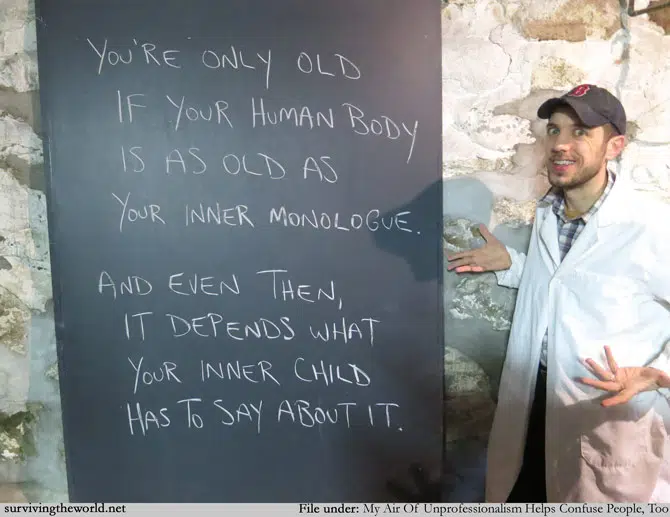 YOU'RE ONLY OLD
IF YOUR HUMAN BODY
IS AS OLD AS
YOUR INNER MONOLOGUE.
AND EVEN THEN,
IT DEPENDS WHAT
YOUR INNER CHILD
HAS TO SAY ABOUT IT.
B
survivingtheworld.net
File under: My Air Of Unprofessionalism Helps Confuse People, Too